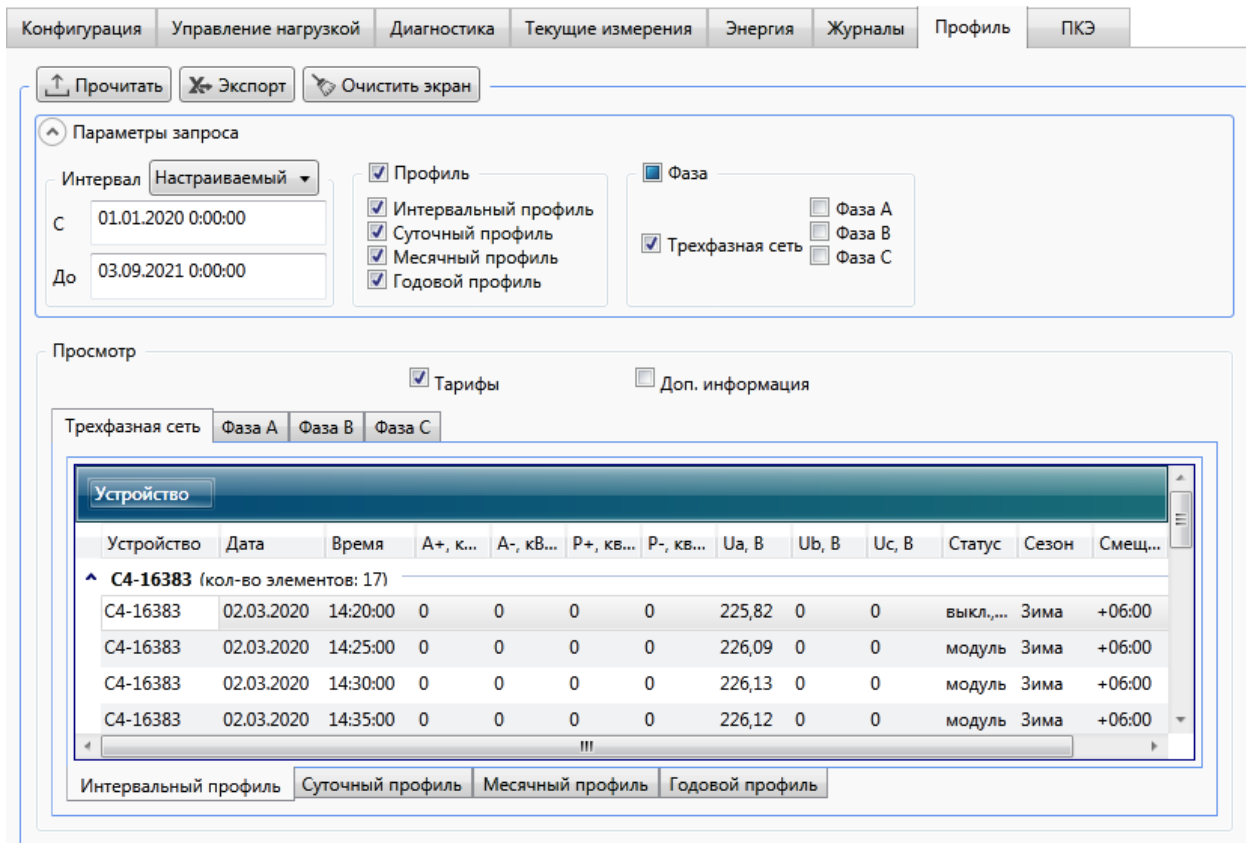 Конфигурация Управление нагрузкой Диагностика Текущие измерения Энергия Журналы Профиль ПКЭ
Прочитать Экспорт Очистить экран
Параметры запроса
Интервал Настраиваемый
С 01.01.2020 0:00:00
До 03.09.2021 0:00:00
Профиль
Интервальный профиль
Суточный профиль
Месячный профиль
Годовой профиль
Фаза
Трехфазная сеть
Фаза A
Фаза B
Фаза C
Просмотр
Тарифы Доп. информация
Трехфазная сеть Фаза A Фаза B Фаза C
Устройство
Устройство Дата Время A+, к... A-, кВ... P+, кв... P-, кв... Ua, В Ub, В Uc, В Статус Сезон Смещ...
C4-16383 (кол-во элементов: 17)
C4-16383 02.03.2020 14:20:00 0 0 0 0 225,82 0 0 выкл.,... Зима +06:00
C4-16383 02.03.2020 14:25:00 0 0 0 0 226,09 0 0 модуль Зима +06:00
C4-16383 02.03.2020 14:30:00 0 0 0 0 226,13 0 0 модуль Зима +06:00
C4-16383 02.03.2020 14:35:00 0 0 0 0 226,12 0 0 модуль Зима +06:00
Интервальный профиль Суточный профиль Месячный профиль Годовой профиль